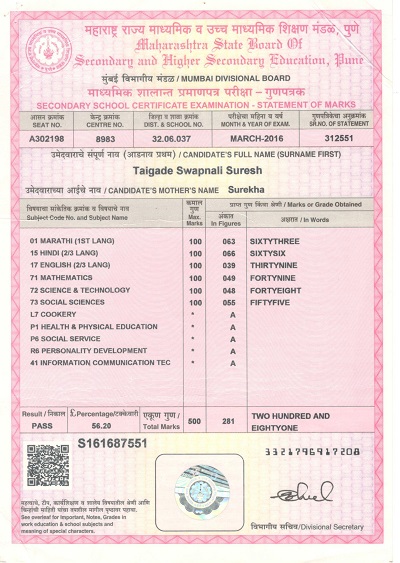 महाराष्ट्र राज्य माध्यमिक व उच्च माध्यमिक शिक्षण मंडळ, पुणे
Maharashtra State Board Of
Secondary and Higher Secondary Education, Pune
मुंबई विभागीय मंडळ / MUMBAI DIVISIONAL BOARD
माध्यमिक शालान्त प्रमाणपत्र परीक्षा – गुणपत्रक
SECONDARY SCHOOL CERTIFICATE EXAMINATION - STATEMENT OF MARKS
आसन क्रमांक केन्द्र क्रमांक जिल्हा व शाळा क्रमांक परीक्षेचा महिना व वर्ष गुणपत्रिकेचा अनुक्रमांक
SEAT NO. CENTRE NO. DIST. & SCHOOL NO. MONTH & YEAR OF EXAM. SR.NO. OF STATEMENT
A302198 8983 32.06.037 MARCH-2016 312551
उमेदवाराचे संपूर्ण नाव (आडनाव प्रथम) / CANDIDATE'S FULL NAME (SURNAME FIRST)
Taigade Swapnali Suresh
उमेदवाराच्या आईचे नाव / CANDIDATE'S MOTHER'S NAME Surekha
विषयाचा सांकेतिक क्रमांक व विषयाचे नाव
Subject Code No. and Subject Name
कमाल गुण
Max. Marks
प्राप्त गुण किंवा श्रेणी / Marks or Grade Obtained
अंकात
In Figures
अक्षरात / In Words
01 MARATHI (1ST LANG) 100 063 SIXTYTHREE
15 HINDI (2/3 LANG) 100 066 SIXTYSIX
17 ENGLISH (2/3 LANG) 100 039 THIRTYNINE
71 MATHEMATICS 100 049 FORTYNINE
72 SCIENCE & TECHNOLOGY 100 048 FORTYEIGHT
73 SOCIAL SCIENCES 100 055 FIFTYFIVE
L7 COOKERY * A
P1 HEALTH & PHYSICAL EDUCATION * A
P6 SOCIAL SERVICE * A
R6 PERSONALITY DEVELOPMENT * A
41 INFORMATION COMMUNICATION TEC * A
Result / निकाल £.Percentage/टक्केवारी एकूण गुण / 500 281 TWO HUNDRED AND
PASS 56.20 Total Marks EIGHTYONE
S161687551
3321796917208
महत्वाचे, टीप, कार्यशिक्षण व शालेय विषयातील श्रेणी आणि
See overleaf for Important, Notes, Grades in
work education & school subjects and
meaning of special characters.
विभागीय सचिव/Divisional Secretary